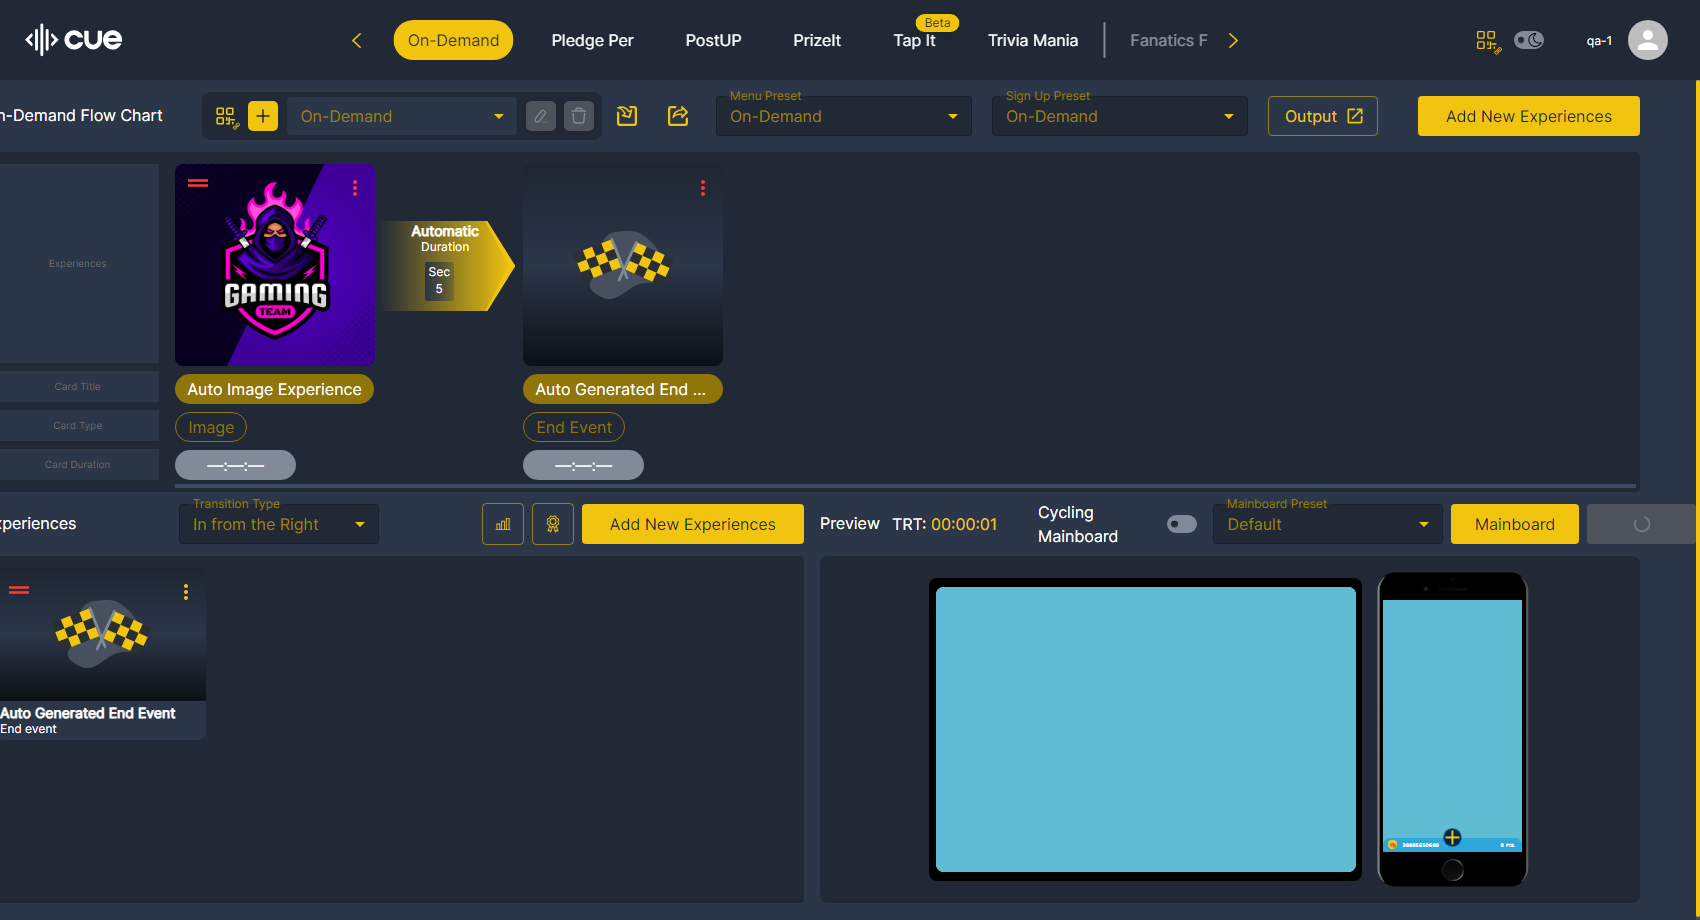 cue
On-Demand
Pledge Per
PostUP
PrizeIt
Beta
Tap It
Trivia Mania
Fanatics F
qa-1
n-Demand Flow Chart
On-Demand
Menu Preset
On-Demand
Sign Up Preset
On-Demand
Output
Add New Experiences
Experiences
GAMING
TEAM
Automatic
Duration
Sec
5
Card Title
Auto Image Experience
Auto Generated End ...
Card Type
Image
End Event
Card Duration
—:—:—
—:—:—
xperiences
Transition Type
In from the Right
Add New Experiences
Preview
TRT: 00:00:01
Cycling
Mainboard
Mainboard Preset
Default
Mainboard
Auto Generated End Event
End event
0 PTS.